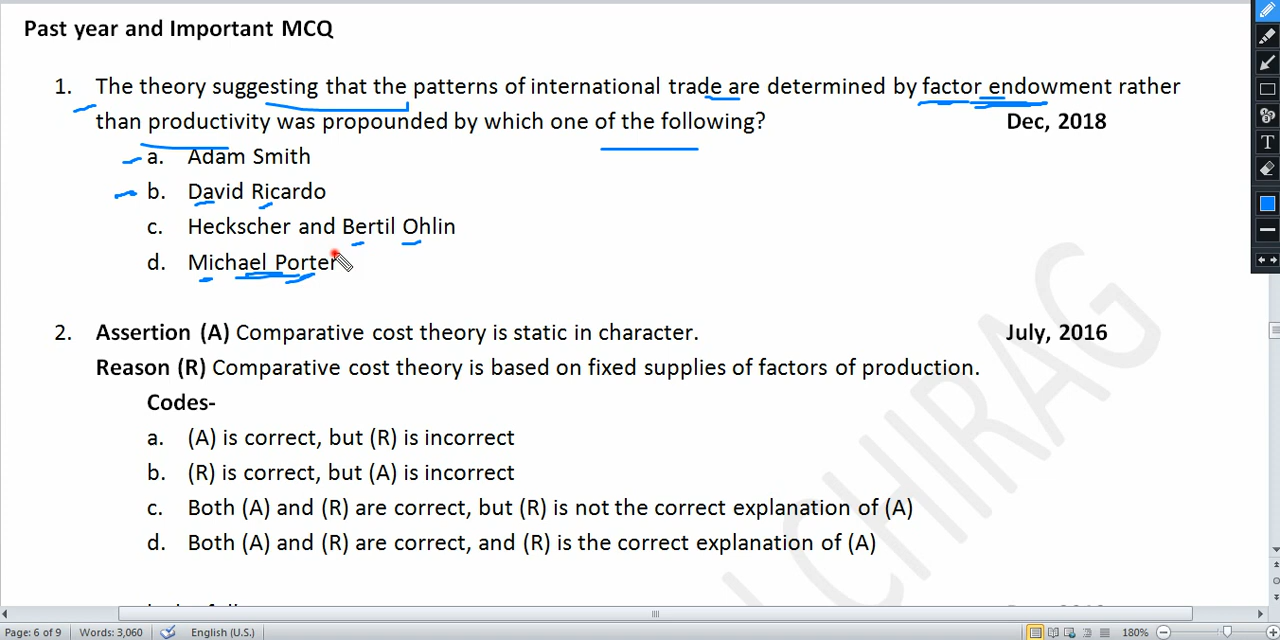 Past year and Important MCQ
1. The theory suggesting that the patterns of international trade are determined by factor endowment rather
than productivity was propounded by which one of the following? Dec, 2018
a. Adam Smith
b. David Ricardo
c. Heckscher and Bertil Ohlin
d. Michael Porter
2. Assertion (A) Comparative cost theory is static in character. July, 2016
Reason (R) Comparative cost theory is based on fixed supplies of factors of production.
Codes-
a. (A) is correct, but (R) is incorrect
b. (R) is correct, but (A) is incorrect
c. Both (A) and (R) are correct, but (R) is not the correct explanation of (A)
d. Both (A) and (R) are correct, and (R) is the correct explanation of (A)
CHIRAG
Page: 6 of 9 Words: 3,060 English (U.S.) 180%